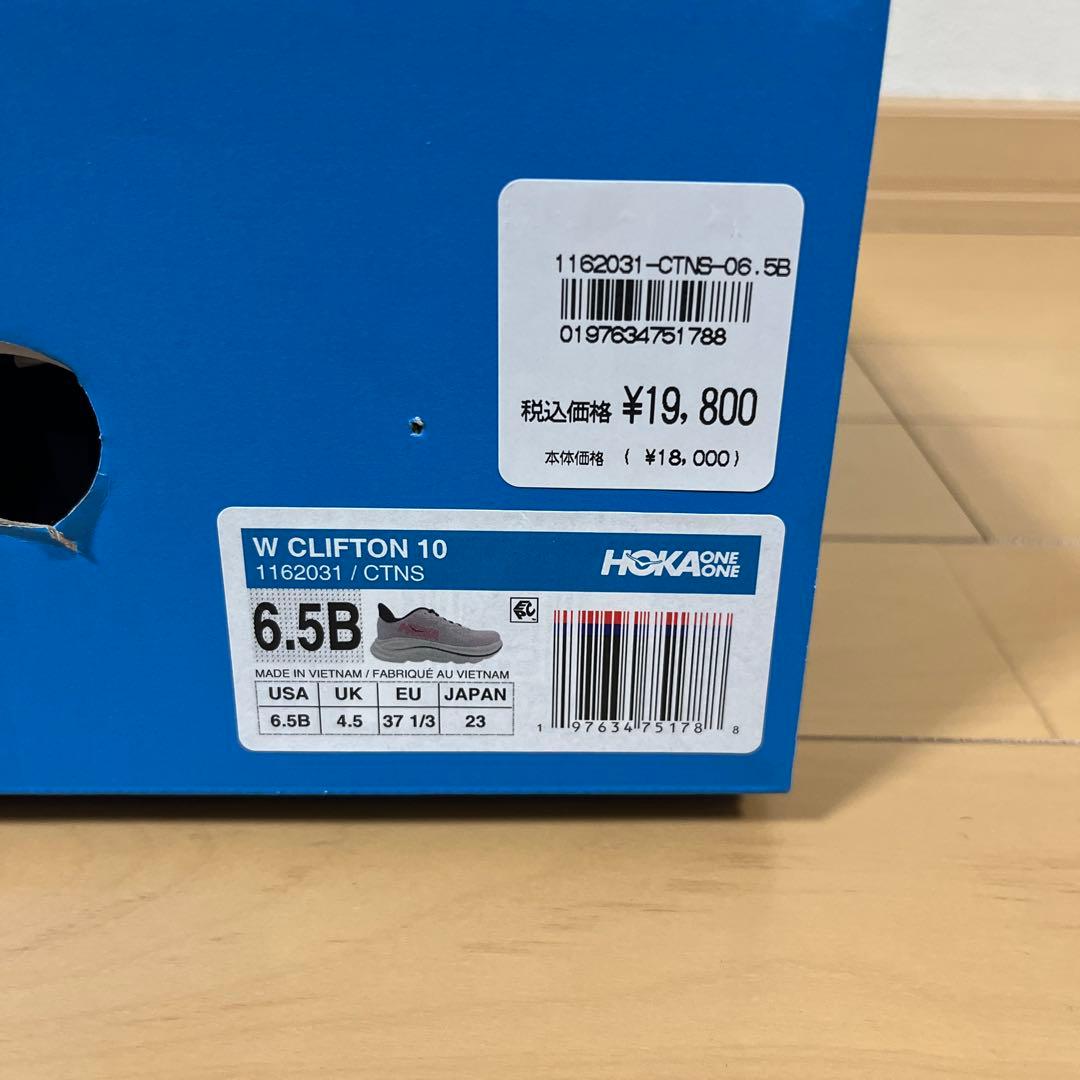 1162031-CTNS-06.5B
0197634751788
税込価格 ¥19,800
本体価格 ( ¥18,000)
W CLIFTON 10
1162031 / CTNS
HOKA ONE ONE
6.5B
MADE IN VIETNAM / FABRIQUÉ AU VIETNAM
USA UK EU JAPAN
6.5B 4.5 37 1/3 23
1 97634 75178 8